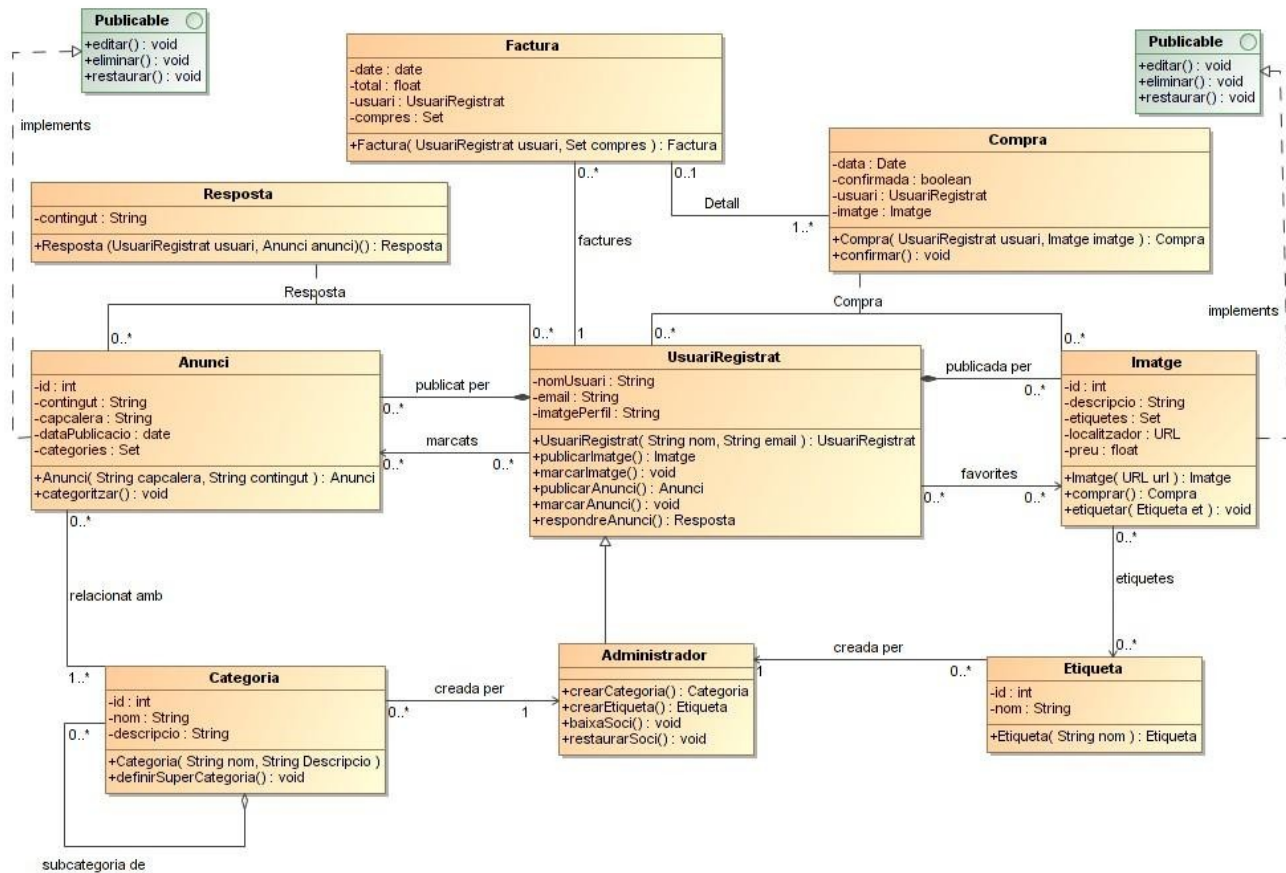 Publicable
+editar() : void
+eliminar() : void
+restaurar() : void
implements
Factura
-date : date
-total : float
-usuari : UsuariRegistrat
-compres : Set
+Factura( UsuariRegistrat usuari, Set compres ) : Factura
Publicable
+editar() : void
+eliminar() : void
+restaurar() : void
implements
Compra
-data : Date
-confirmada : boolean
-usuari : UsuariRegistrat
-imatge : Imatge
+Compra( UsuariRegistrat usuari, Imatge imatge ) : Compra
+confirmar() : void
0..*
0..1
Detall
1..*
factures
1
Resposta
-contingut : String
+Resposta (UsuariRegistrat usuari, Anunci anunci)() : Resposta
Resposta
0..*
0..*
Compra
0..*
0..*
Anunci
-id : int
-contingut : String
-capcalera : String
-dataPublicacio : date
-categories : Set
+Anunci( String capcalera, String contingut ) : Anunci
+categoritzar() : void
publicat per
0..*
marcats
0..*
0..*
UsuariRegistrat
-nomUsuari : String
-email : String
-imatgePerfil : String
+UsuariRegistrat( String nom, String email ) : UsuariRegistrat
+publicarImatge() : Imatge
+marcarImatge() : void
+publicarAnunci() : Anunci
+marcarAnunci() : void
+respondreAnunci() : Resposta
publicada per
0..*
favorites
0..*
0..*
Imatge
-id : int
-descripcio : String
-etiquetes : Set
-localitzador : URL
-preu : float
+Imatge( URL url ) : Imatge
+comprar() : Compra
+etiquetar( Etiqueta et ) : void
0..*
etiquetes
0..*
0..*
relacionat amb
1..*
Categoria
-id : int
-nom : String
-descripcio : String
+Categoria( String nom, String Descripcio )
+definirSuperCategoria() : void
0..*
subcategoria de
creada per
0..*
1
Administrador
+crearCategoria() : Categoria
+crearEtiqueta() : Etiqueta
+baixaSoci() : void
+restaurarSoci() : void
creada per
1
0..*
Etiqueta
-id : int
-nom : String
+Etiqueta( String nom ) : Etiqueta